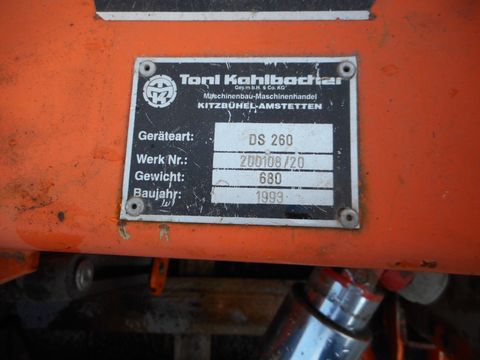 Toni Kahlbacher
Ges.m.b.H. & Co. KG
Maschinenbau-Maschinenhandel
KITZBÜHEL-AMSTETTEN
Geräteart: DS 260
Werk Nr.: 200108/20
Gewicht: 680
Baujahr: 1993